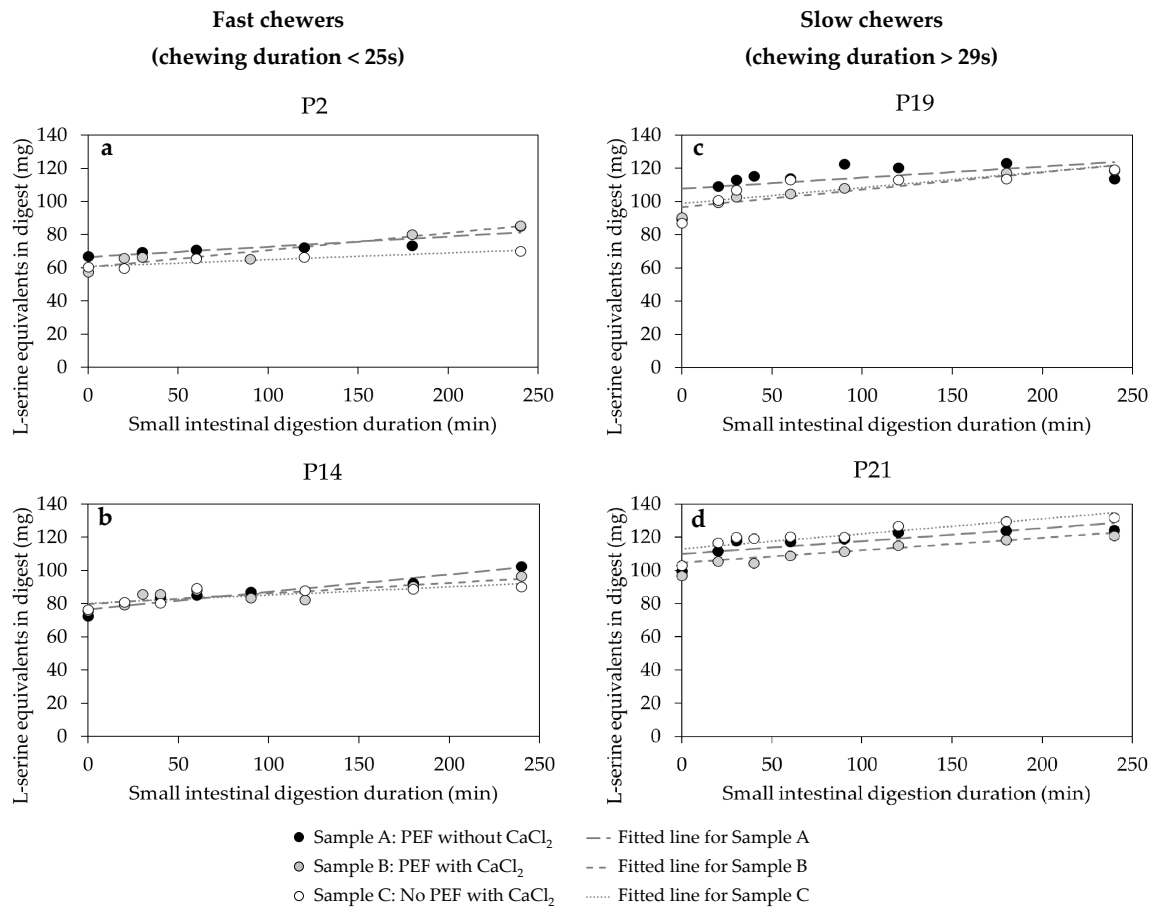 Fast chewers
(chewing duration < 25s)
Slow chewers
(chewing duration > 29s)
P2
a
L-serine equivalents in digest (mg)
140
120
100
80
60
40
20
0
0 50 100 150 200 250
Small intestinal digestion duration (min)
P19
c
L-serine equivalents in digest (mg)
140
120
100
80
60
40
20
0
0 50 100 150 200 250
Small intestinal digestion duration (min)
P14
b
L-serine equivalents in digest (mg)
140
120
100
80
60
40
20
0
0 50 100 150 200 250
Small intestinal digestion duration (min)
P21
d
L-serine equivalents in digest (mg)
140
120
100
80
60
40
20
0
0 50 100 150 200 250
Small intestinal digestion duration (min)
Sample A: PEF without CaCl₂
Sample B: PEF with CaCl₂
Sample C: No PEF with CaCl₂
Fitted line for Sample A
Fitted line for Sample B
Fitted line for Sample C